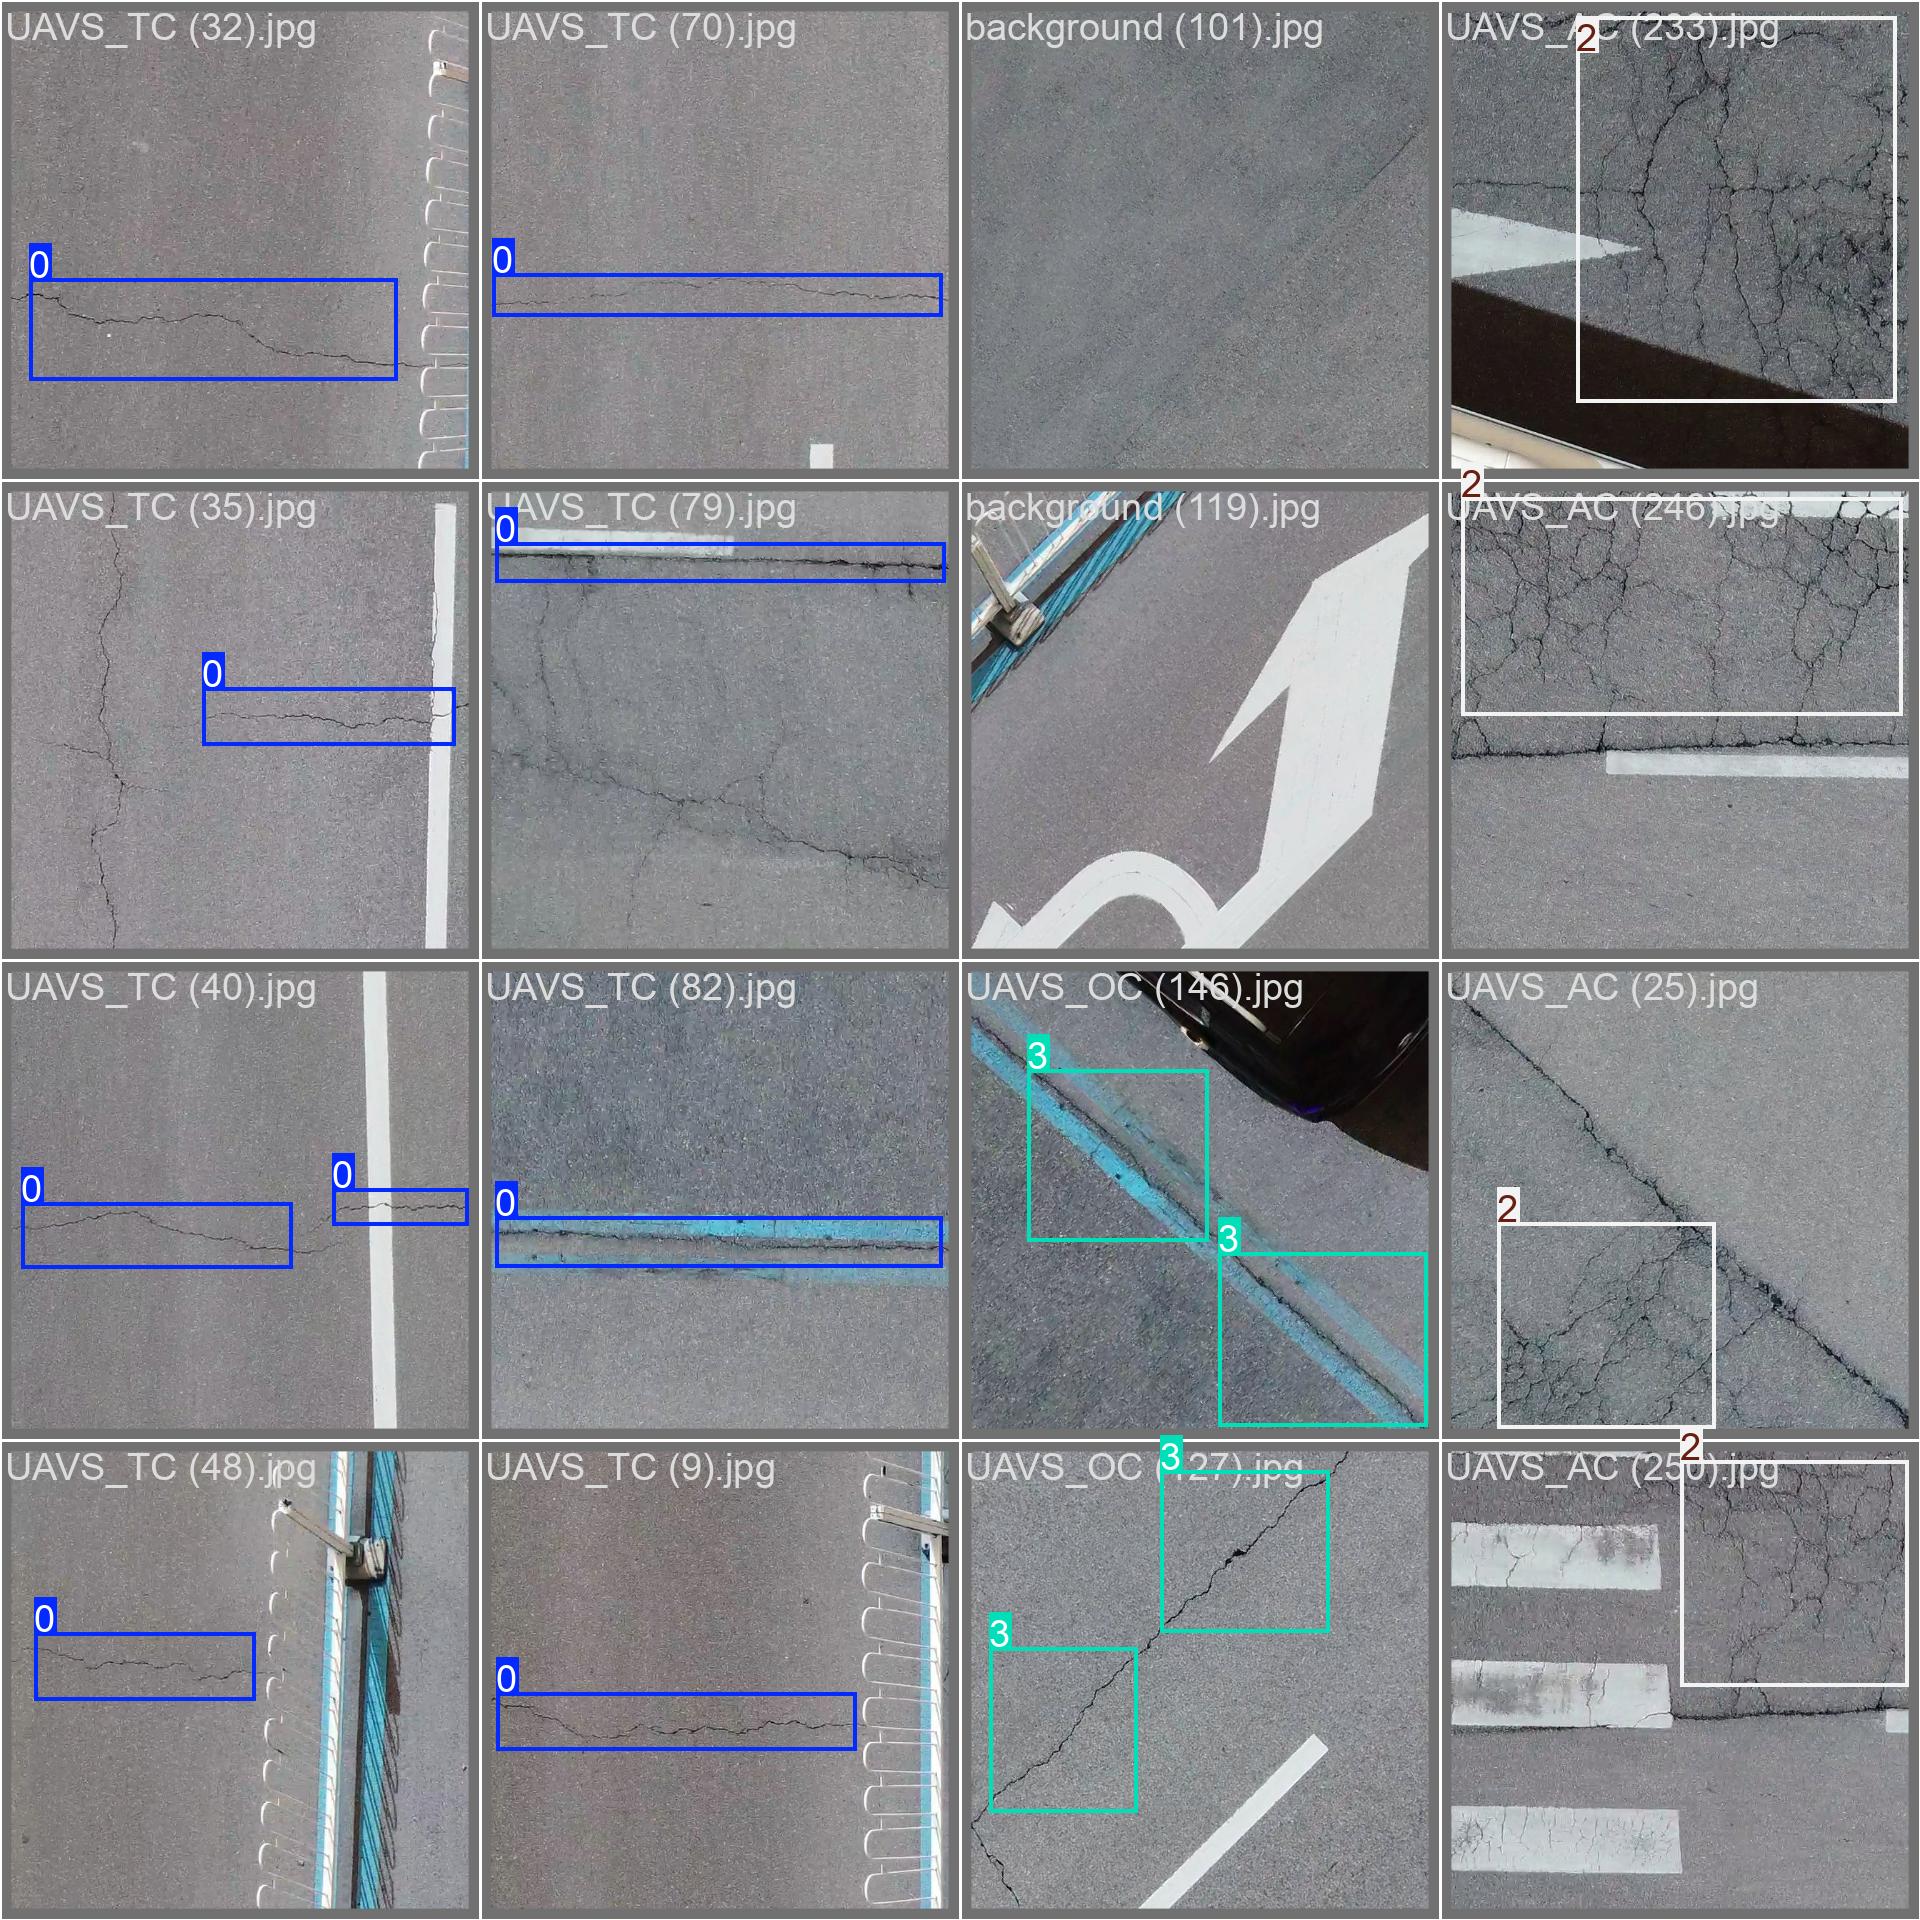 UAVS_TC (32).jpg
UAVS_TC (70).jpg
background (101).jpg
UAVS_AC (233).jpg
2
0
0
UAVS_TC (35).jpg
UAVS_TC (79).jpg
background (119).jpg
UAVS_AC (246).jpg
2
0
0
UAVS_TC (40).jpg
UAVS_TC (82).jpg
UAVS_OC (146).jpg
UAVS_AC (25).jpg
3
0
0
0
2
3
UAVS_TC (48).jpg
UAVS_TC (9).jpg
UAVS_OC (127).jpg
UAVS_AC (250).jpg
3
2
0
3
0